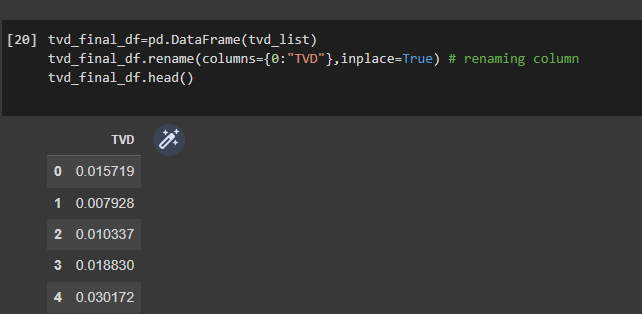 [20] tvd_final_df=pd.DataFrame(tvd_list)
tvd_final_df.rename(columns={0:"TVD"},inplace=True) # renaming column
tvd_final_df.head()
TVD
0 0.015719
1 0.007928
2 0.010337
3 0.018830
4 0.030172